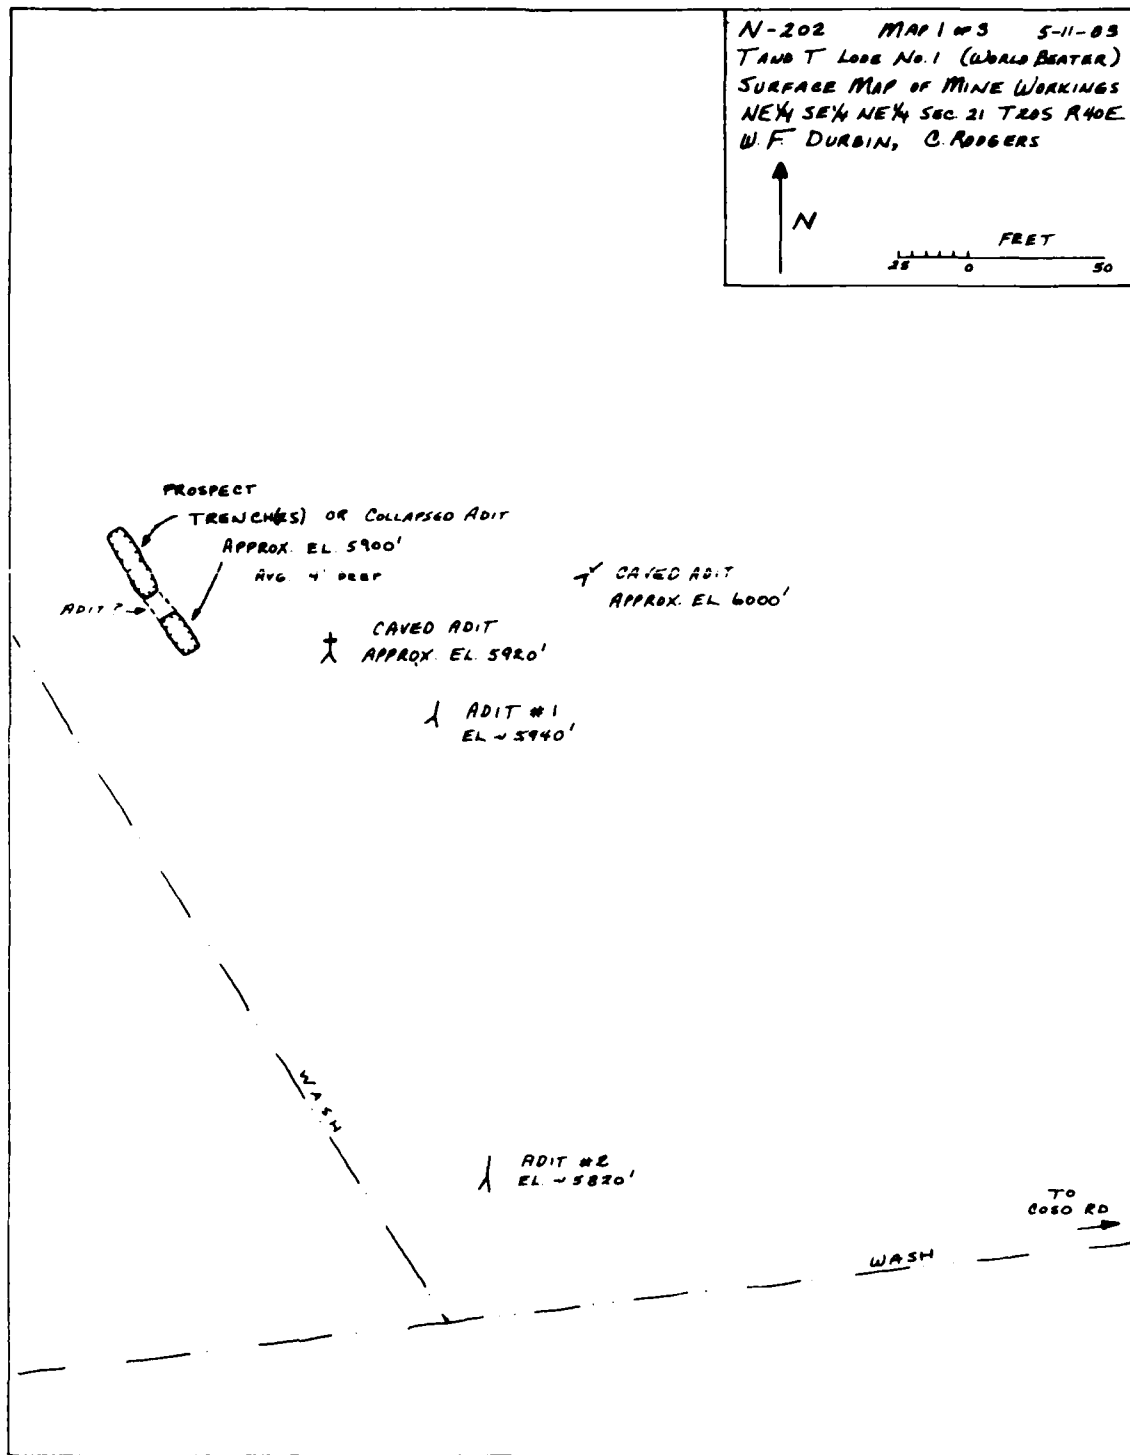 N-202 MAP 1 OF 3 5-11-83
T AND T LODE NO. 1 (WORLD BEATER)
SURFACE MAP OF MINE WORKINGS
NE¼ SE¼ NE¼ SEC. 21 T20S R40E
W. F. DURBIN, C. RODGERS
N
FEET
25 0 50
PROSPECT
TRENCH(ES) OR COLLAPSED ADIT
APPROX. EL. 5900'
AVG. 4' DEEP
ADIT ?
CAVED ADIT
APPROX. EL 6000'
CAVED ADIT
APPROX. EL. 5920'
ADIT #1
EL ~ 5940'
WASH
ADIT #2
EL. ~ 5820'
TO
COSO RD
WASH